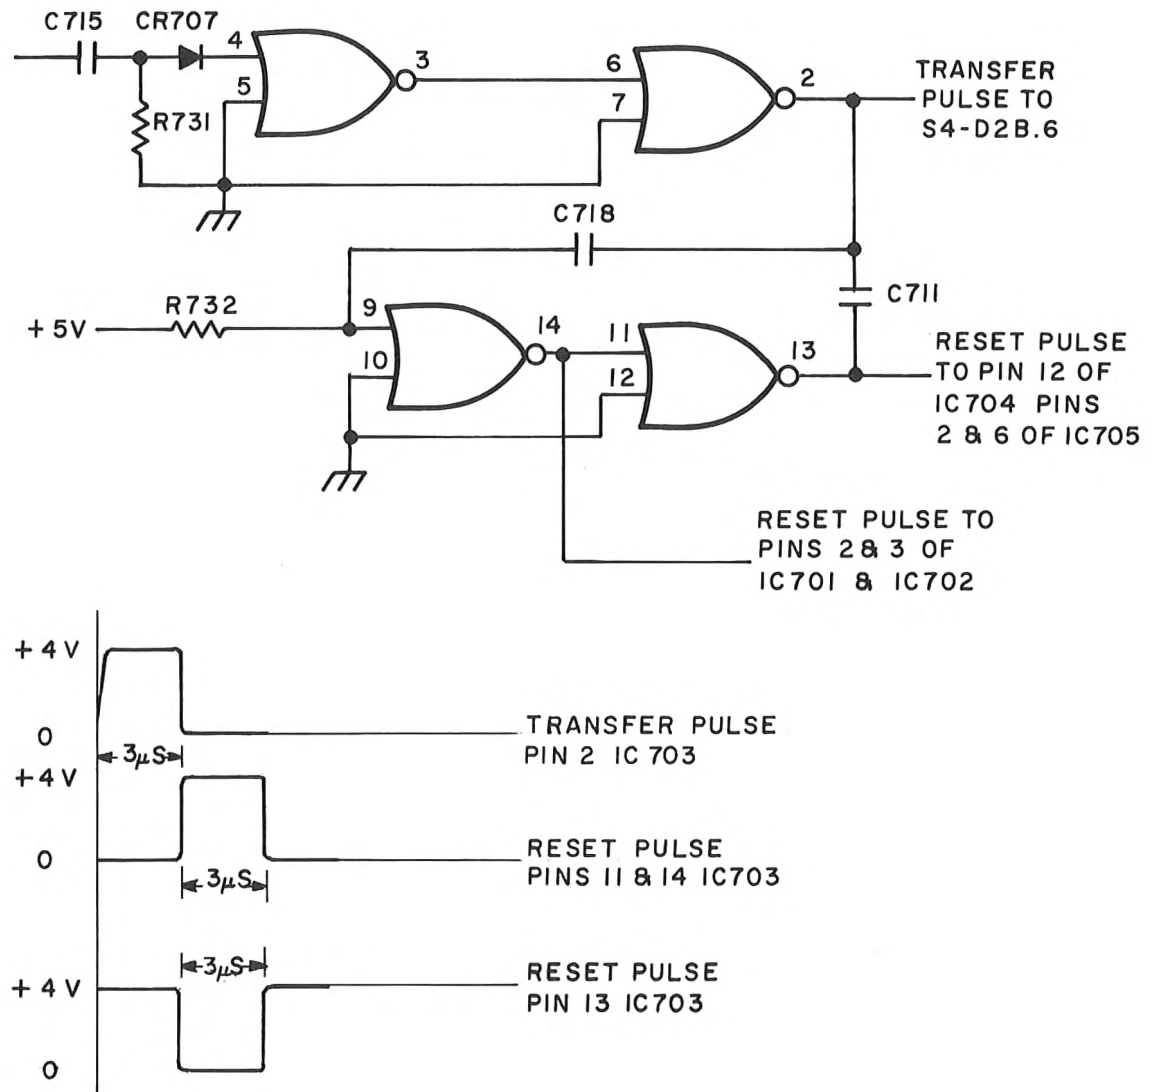 C715
CR707
4
3
5
R731
6
7
2
TRANSFER
PULSE TO
S4-D2B.6
C718
C711
+5V
R732
9
10
14
11
12
13
RESET PULSE
TO PIN 12 OF
IC704 PINS
2 & 6 OF IC705
RESET PULSE TO
PINS 2 & 3 OF
IC701 & IC702
+4V
0
3µS
TRANSFER PULSE
PIN 2 IC 703
+4V
0
3µS
RESET PULSE
PINS 11 & 14 IC703
+4V
0
3µS
RESET PULSE
PIN 13 IC703